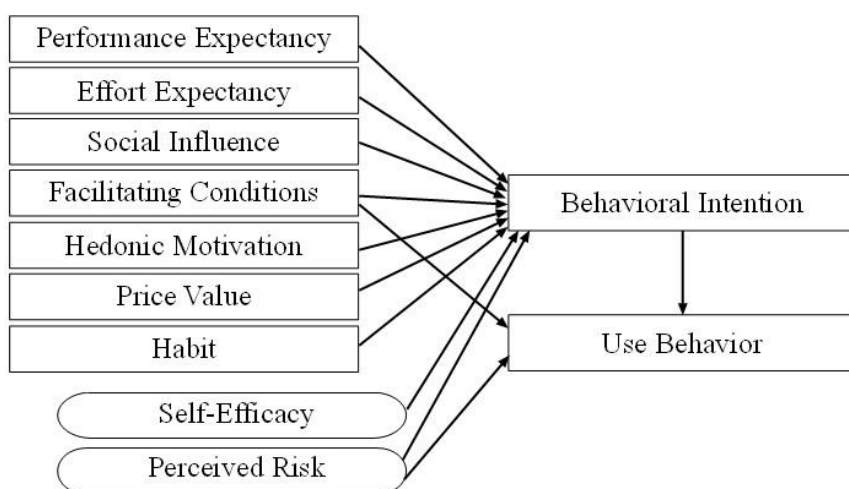 Performance Expectancy
Effort Expectancy
Social Influence
Facilitating Conditions
Hedonic Motivation
Price Value
Habit
Self-Efficacy
Perceived Risk
Behavioral Intention
Use Behavior